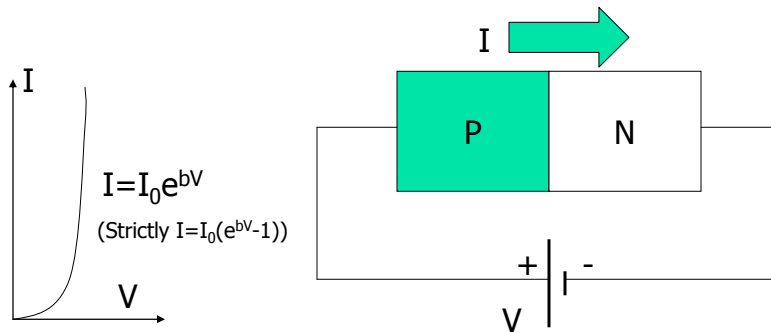 I
I
P N
I=I₀eᵇⱽ
(Strictly I=I₀(eᵇⱽ-1))
+ -
V
V